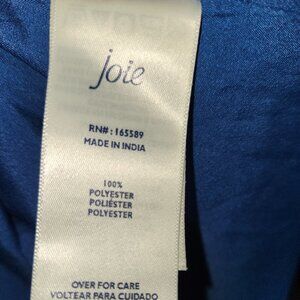 joie
RN#: 165589
MADE IN INDIA
100%
POLYESTER
POLIÉSTER
POLYESTER
OVER FOR CARE
VOLTEAR PARA CUIDADO